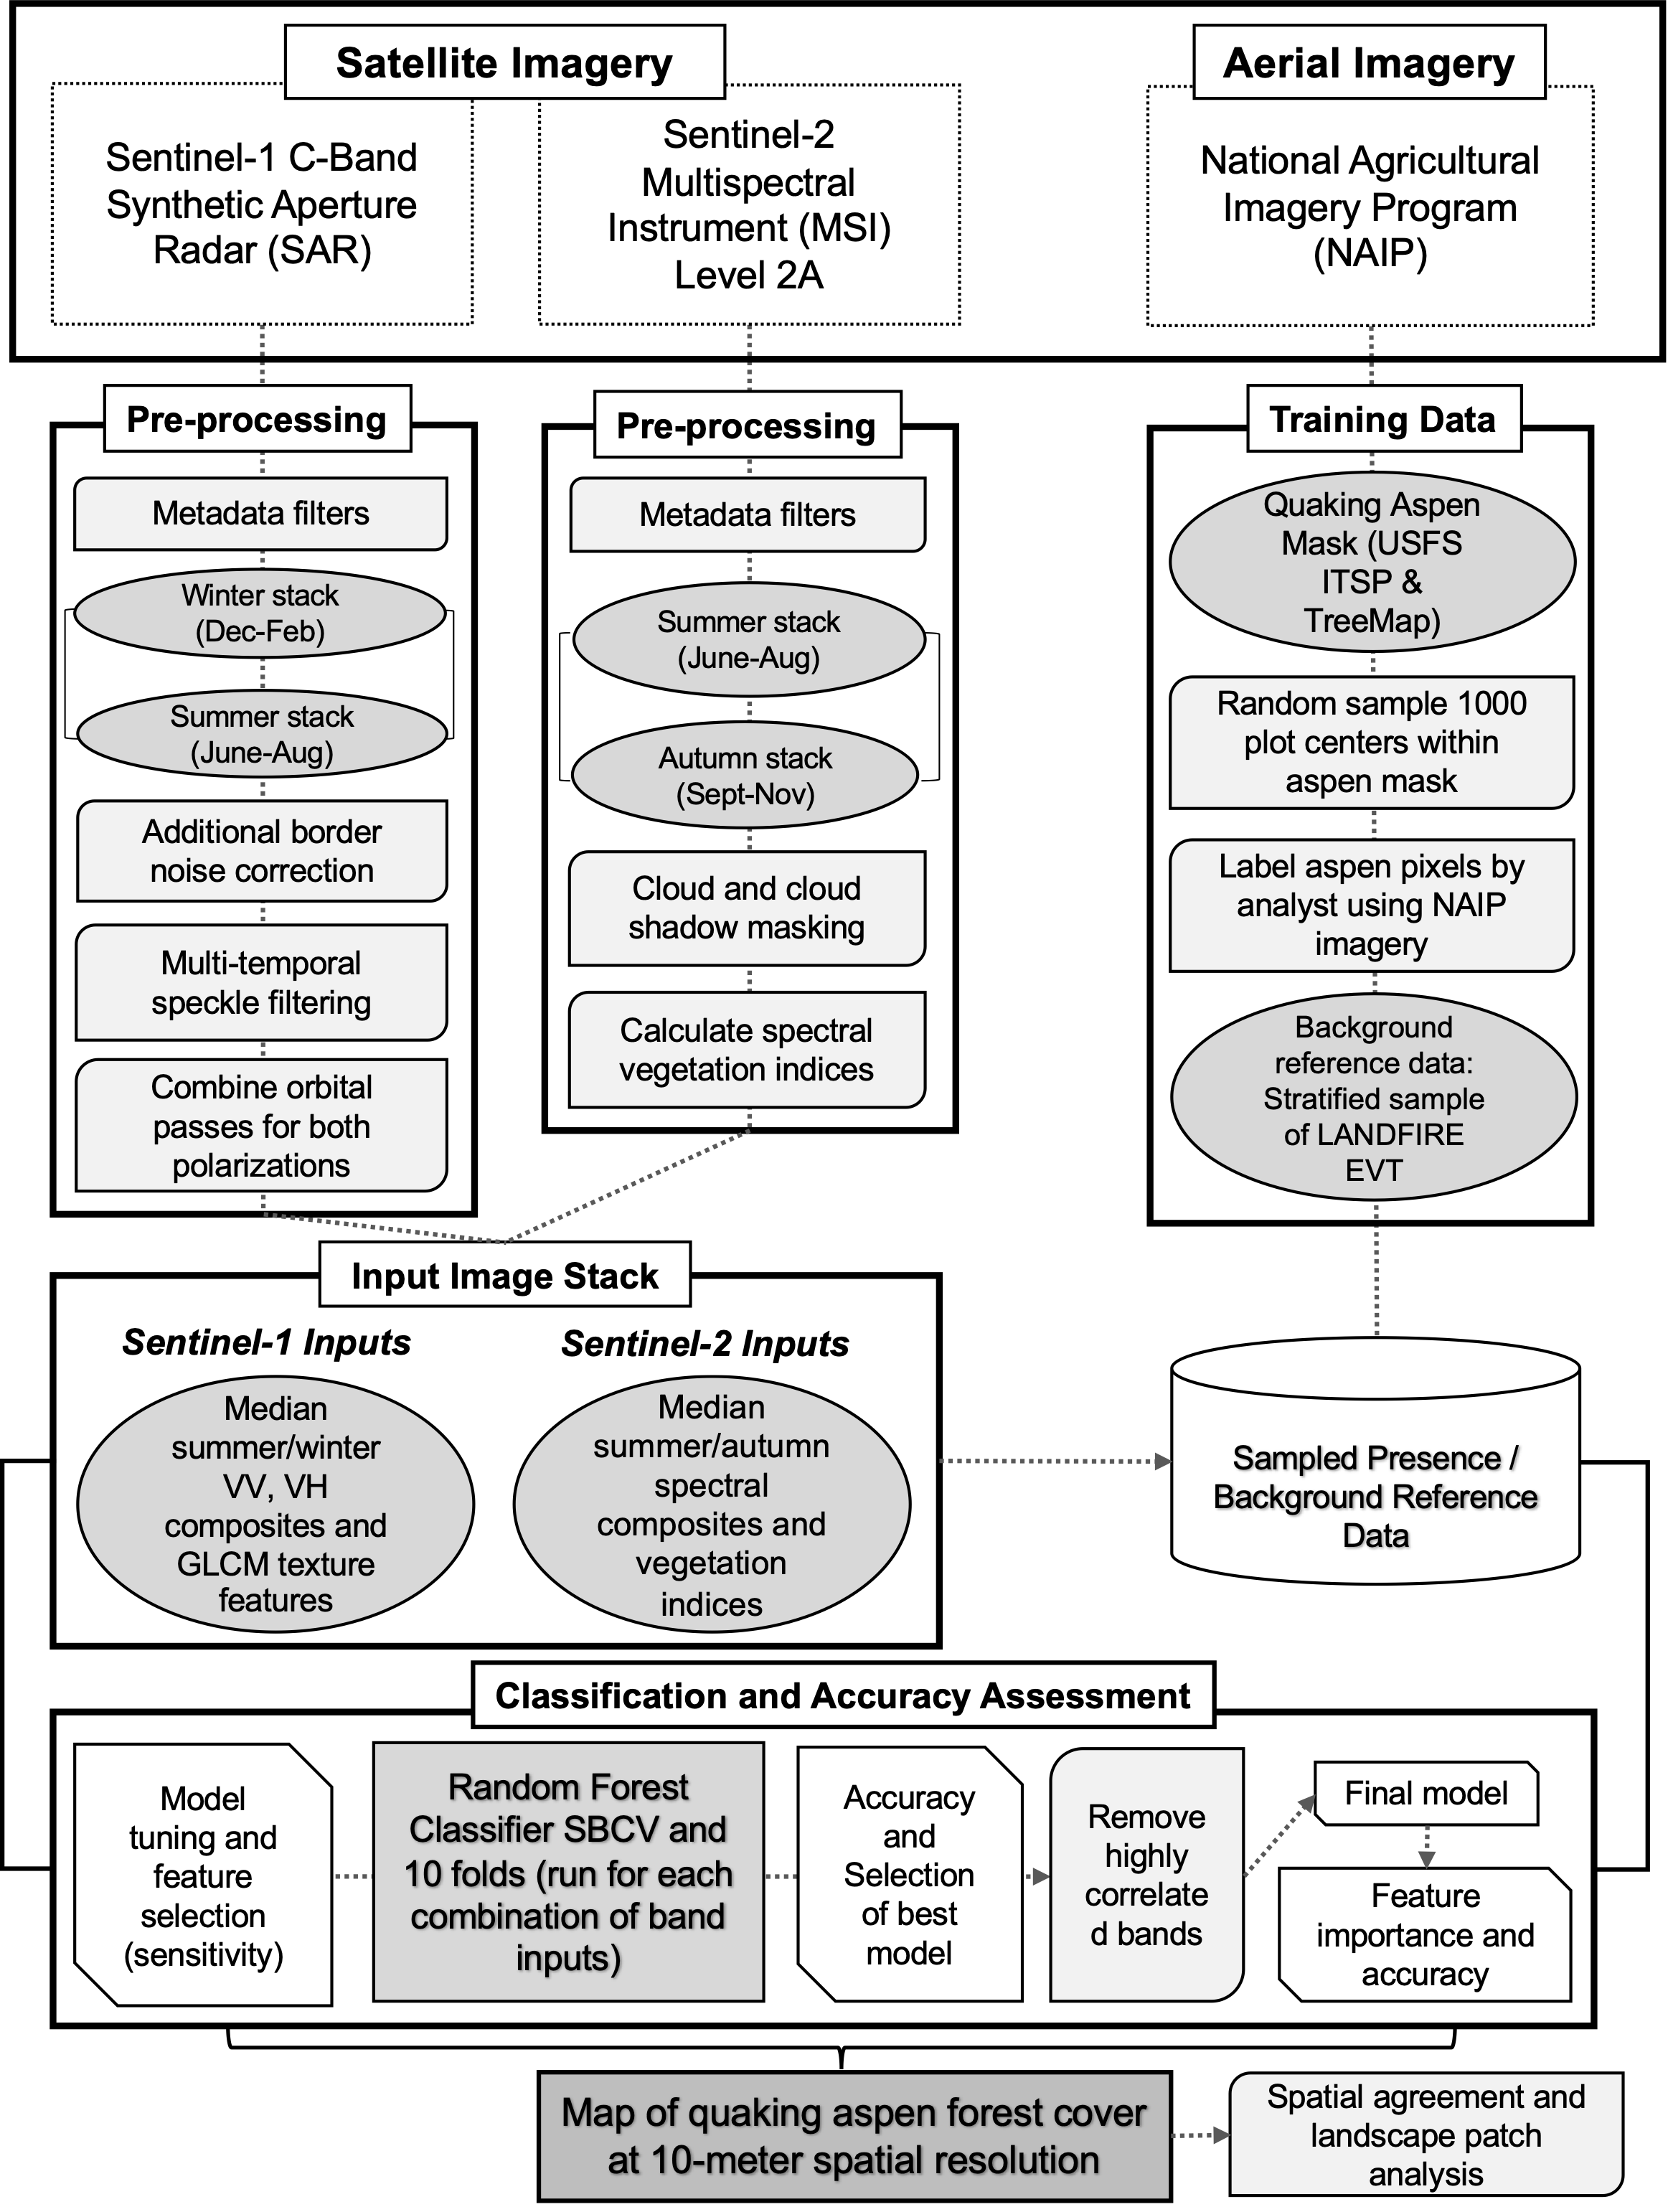 Satellite Imagery
Aerial Imagery
Sentinel-1 C-Band
Synthetic Aperture
Radar (SAR)
Sentinel-2
Multispectral
Instrument (MSI)
Level 2A
National Agricultural
Imagery Program
(NAIP)
Pre-processing
Metadata filters
Winter stack
(Dec-Feb)
Summer stack
(June-Aug)
Additional border
noise correction
Multi-temporal
speckle filtering
Combine orbital
passes for both
polarizations
Pre-processing
Metadata filters
Summer stack
(June-Aug)
Autumn stack
(Sept-Nov)
Cloud and cloud
shadow masking
Calculate spectral
vegetation indices
Training Data
Quaking Aspen
Mask (USFS
ITSP &
TreeMap)
Random sample 1000
plot centers within
aspen mask
Label aspen pixels by
analyst using NAIP
imagery
Background
reference data:
Stratified sample
of LANDFIRE
EVT
Input Image Stack
Sentinel-1 Inputs
Median
summer/winter
VV, VH
composites and
GLCM texture
features
Sentinel-2 Inputs
Median
summer/autumn
spectral
composites and
vegetation
indices
Sampled Presence /
Background Reference
Data
Classification and Accuracy Assessment
Model
tuning and
feature
selection
(sensitivity)
Random Forest
Classifier SBCV and
10 folds (run for each
combination of band
inputs)
Accuracy
and
Selection
of best
model
Remove
highly
correlate
d bands
Final model
Feature
importance and
accuracy
Map of quaking aspen forest cover
at 10-meter spatial resolution
Spatial agreement and
landscape patch
analysis